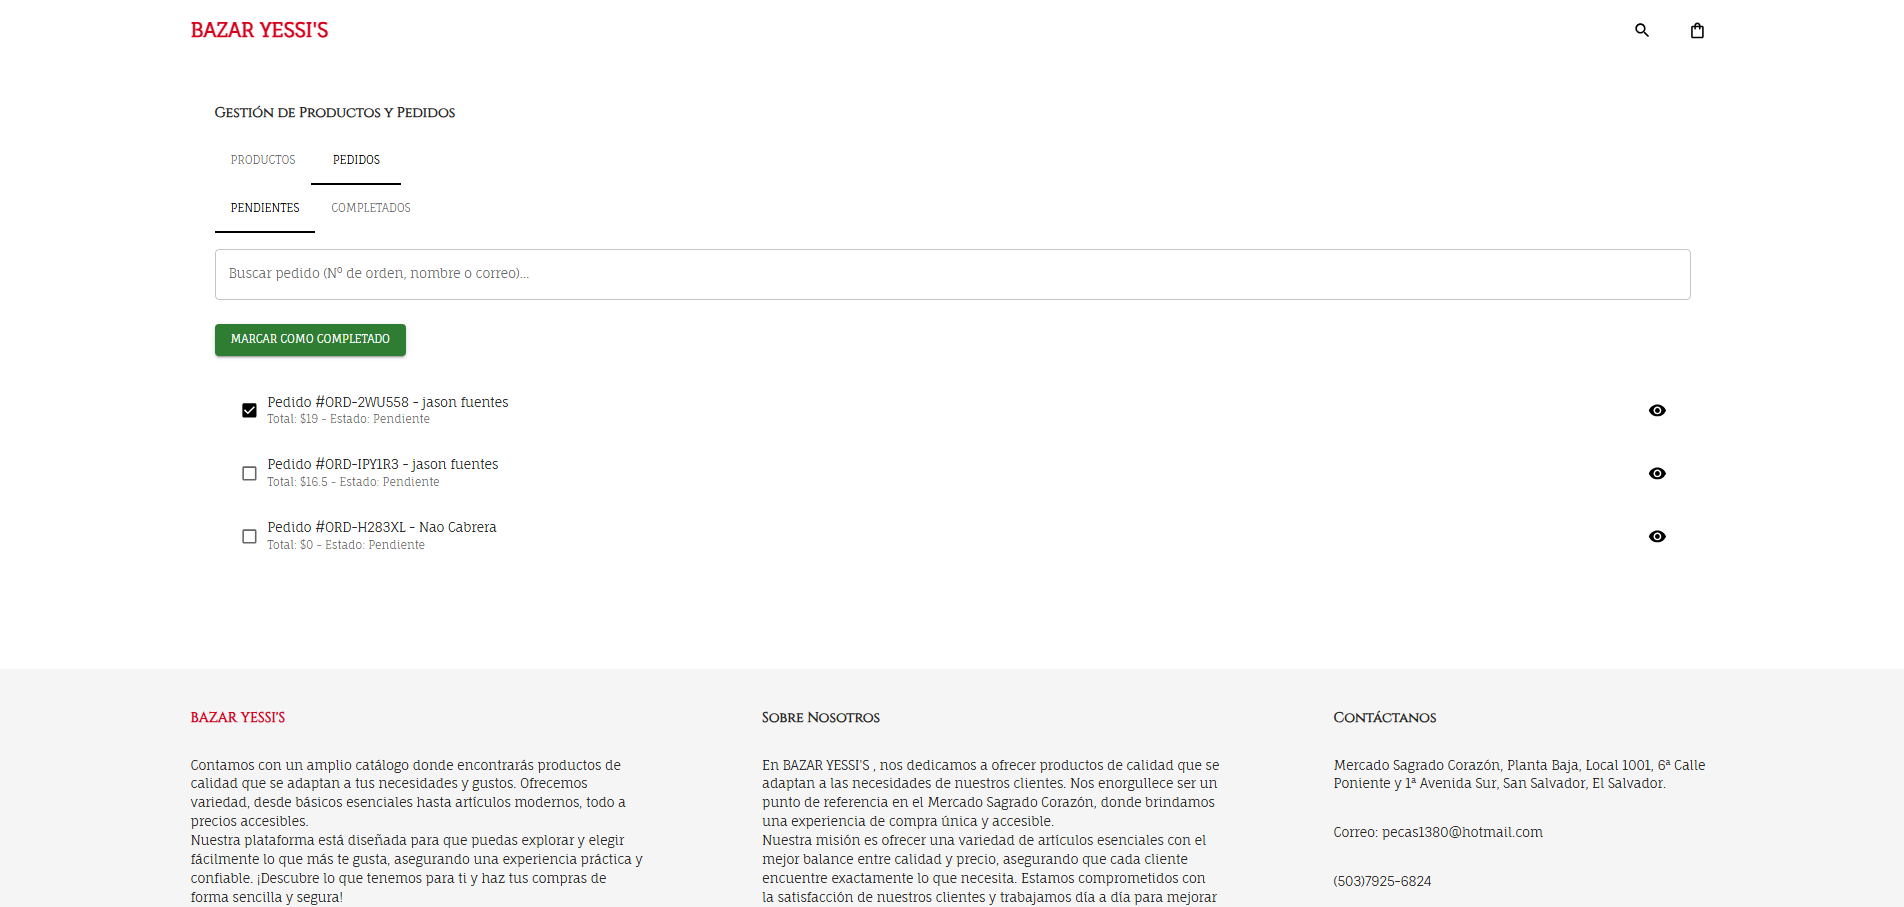 BAZAR YESSI'S
Gestión de Productos y Pedidos
PRODUCTOS PEDIDOS
PENDIENTES COMPLETADOS
Buscar pedido (Nº de orden, nombre o correo)...
MARCAR COMO COMPLETADO
Pedido #ORD-2WU558 - jason fuentes
Total: $19 - Estado: Pendiente
Pedido #ORD-IPY1R3 - jason fuentes
Total: $16.5 - Estado: Pendiente
Pedido #ORD-H283XL - Nao Cabrera
Total: $0 - Estado: Pendiente
BAZAR YESSI'S
Contamos con un amplio catálogo donde encontrarás productos de
calidad que se adaptan a tus necesidades y gustos. Ofrecemos
variedad, desde básicos esenciales hasta artículos modernos, todo a
precios accesibles.
Nuestra plataforma está diseñada para que puedas explorar y elegir
fácilmente lo que más te gusta, asegurando una experiencia práctica y
confiable. ¡Descubre lo que tenemos para ti y haz tus compras de
forma sencilla y segura!
Sobre Nosotros
En BAZAR YESSI'S , nos dedicamos a ofrecer productos de calidad que se
adaptan a las necesidades de nuestros clientes. Nos enorgullece ser un
punto de referencia en el Mercado Sagrado Corazón, donde brindamos
una experiencia de compra única y accesible.
Nuestra misión es ofrecer una variedad de artículos esenciales con el
mejor balance entre calidad y precio, asegurando que cada cliente
encuentre exactamente lo que necesita. Estamos comprometidos con
la satisfacción de nuestros clientes y trabajamos día a día para mejorar
Contáctanos
Mercado Sagrado Corazón, Planta Baja, Local 1001, 6ª Calle
Poniente y 1ª Avenida Sur, San Salvador, El Salvador.
Correo: pecas1380@hotmail.com
(503)7925-6824